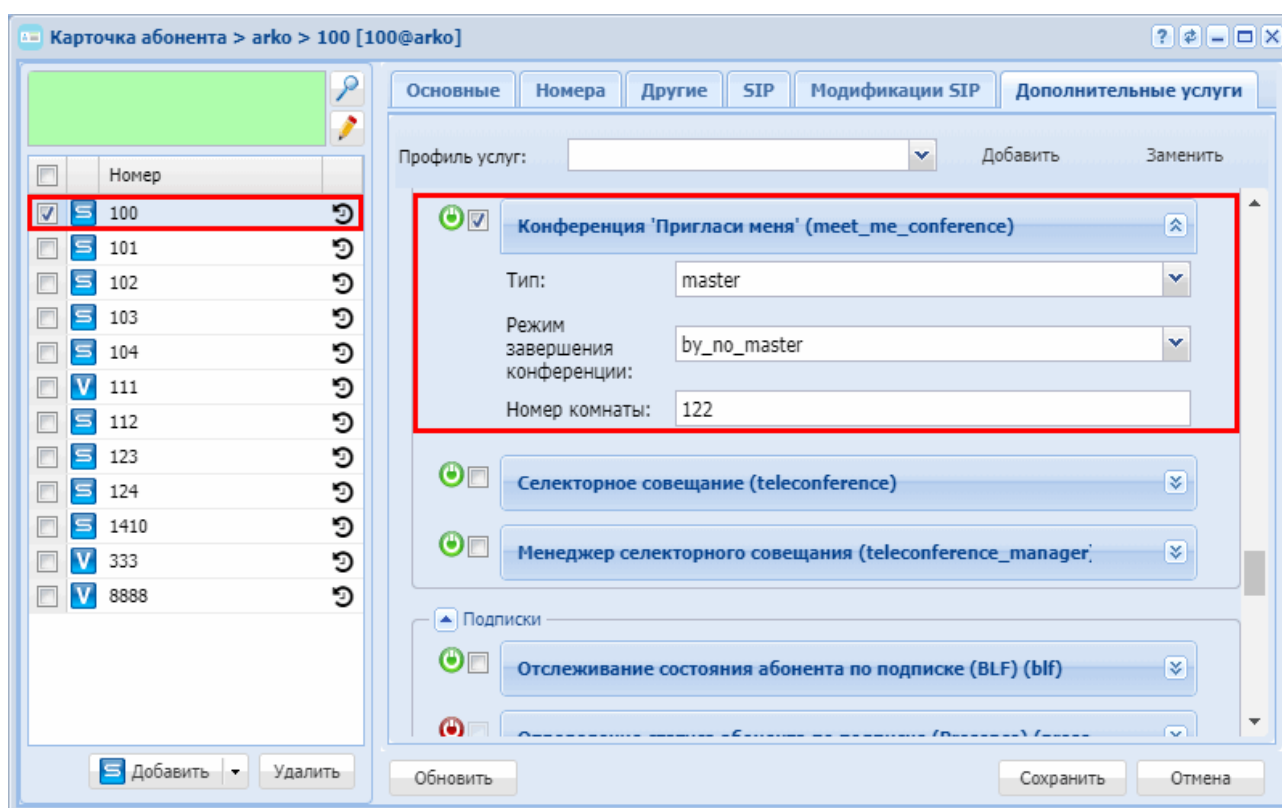 Карточка абонента > arko > 100 [100@arko]
Основные Номера Другие SIP Модификации SIP Дополнительные услуги
Профиль услуг: Добавить Заменить
Номер
100
101
102
103
104
111
112
123
124
1410
333
8888
Добавить Удалить
Конференция 'Пригласи меня' (meet_me_conference)
Тип: master
Режим
завершения
конференции:
by_no_master
Номер комнаты: 122
Селекторное совещание (teleconference)
Менеджер селекторного совещания (teleconference_manager)
Подписки
Отслеживание состояния абонента по подписке (BLF) (blf)
Обновить Сохранить Отмена